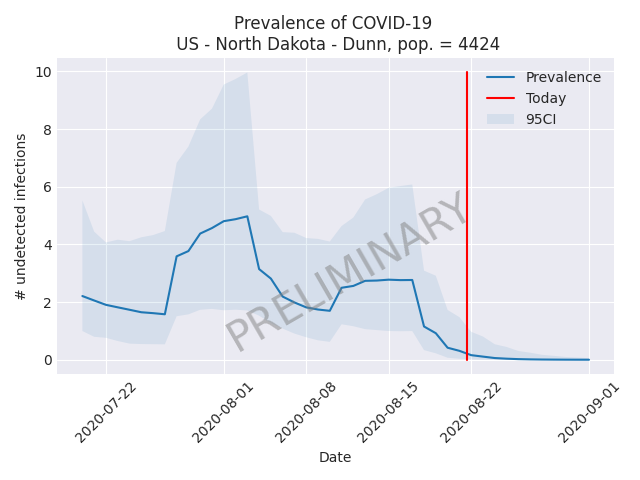 Prevalence of COVID-19
US - North Dakota - Dunn, pop. = 4424
Prevalence
Today
95CI
PRELIMINARY
# undetected infections
10
8
6
4
2
0
2020-07-22
2020-08-01
2020-08-08
2020-08-15
2020-08-22
2020-09-01
Date